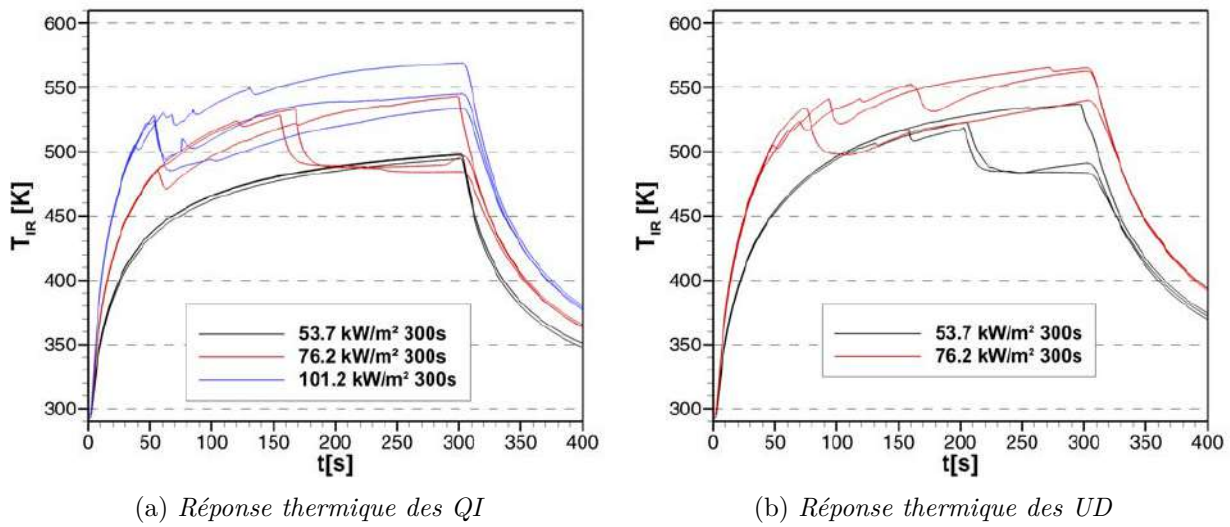 600
550
500
450
400
350
300
T_IR [K]
53.7 kW/m² 300s
76.2 kW/m² 300s
101.2 kW/m² 300s
0 50 100 150 200 250 300 350 400
t[s]
(a) Réponse thermique des QI
600
550
500
450
400
350
300
T_IR [K]
53.7 kW/m² 300s
76.2 kW/m² 300s
0 50 100 150 200 250 300 350 400
t[s]
(b) Réponse thermique des UD